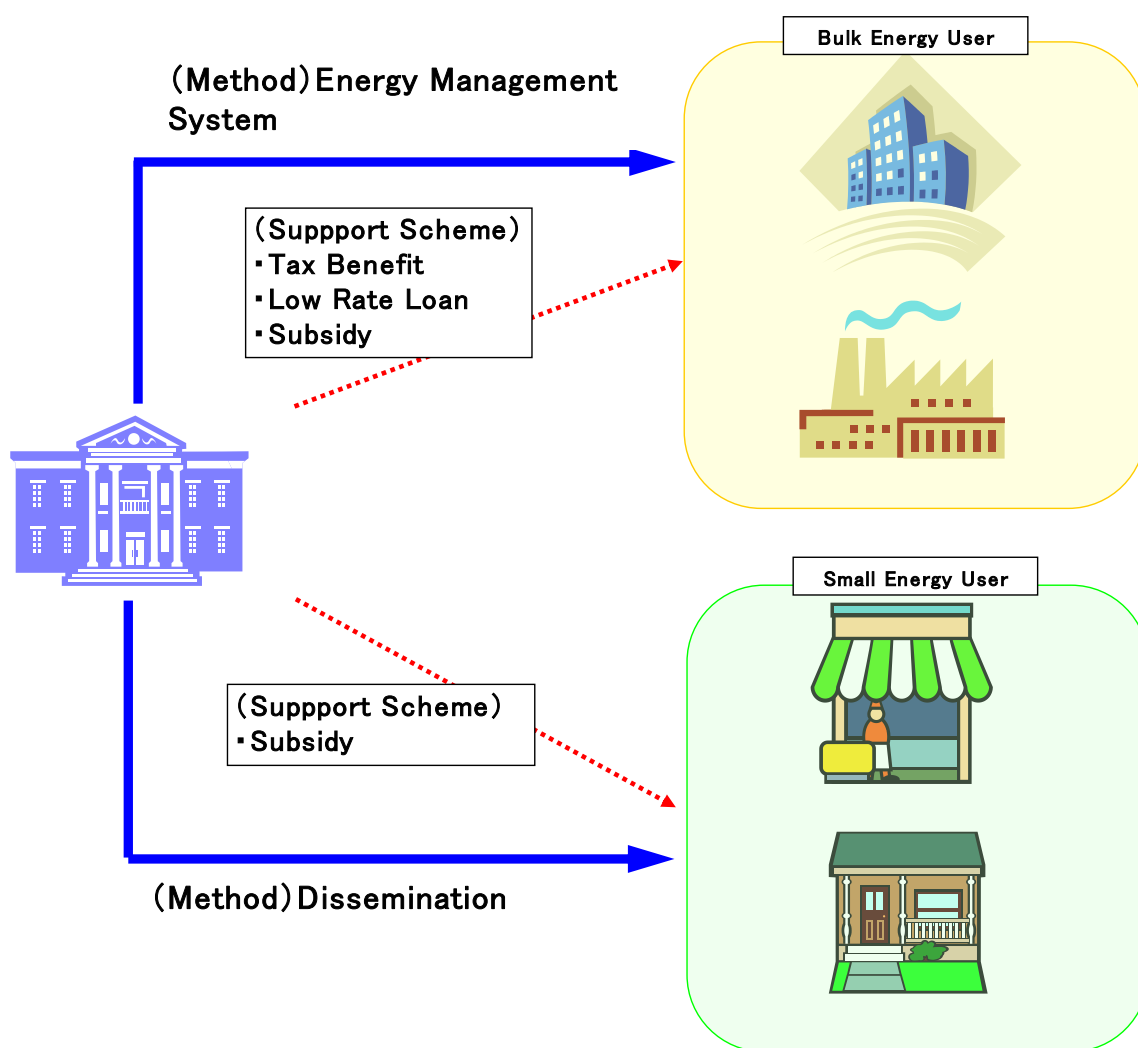 Bulk Energy User
（Method）Energy Management
System
（Suppport Scheme）
・Tax Benefit
・Low Rate Loan
・Subsidy
Small Energy User
（Suppport Scheme）
・Subsidy
（Method）Dissemination